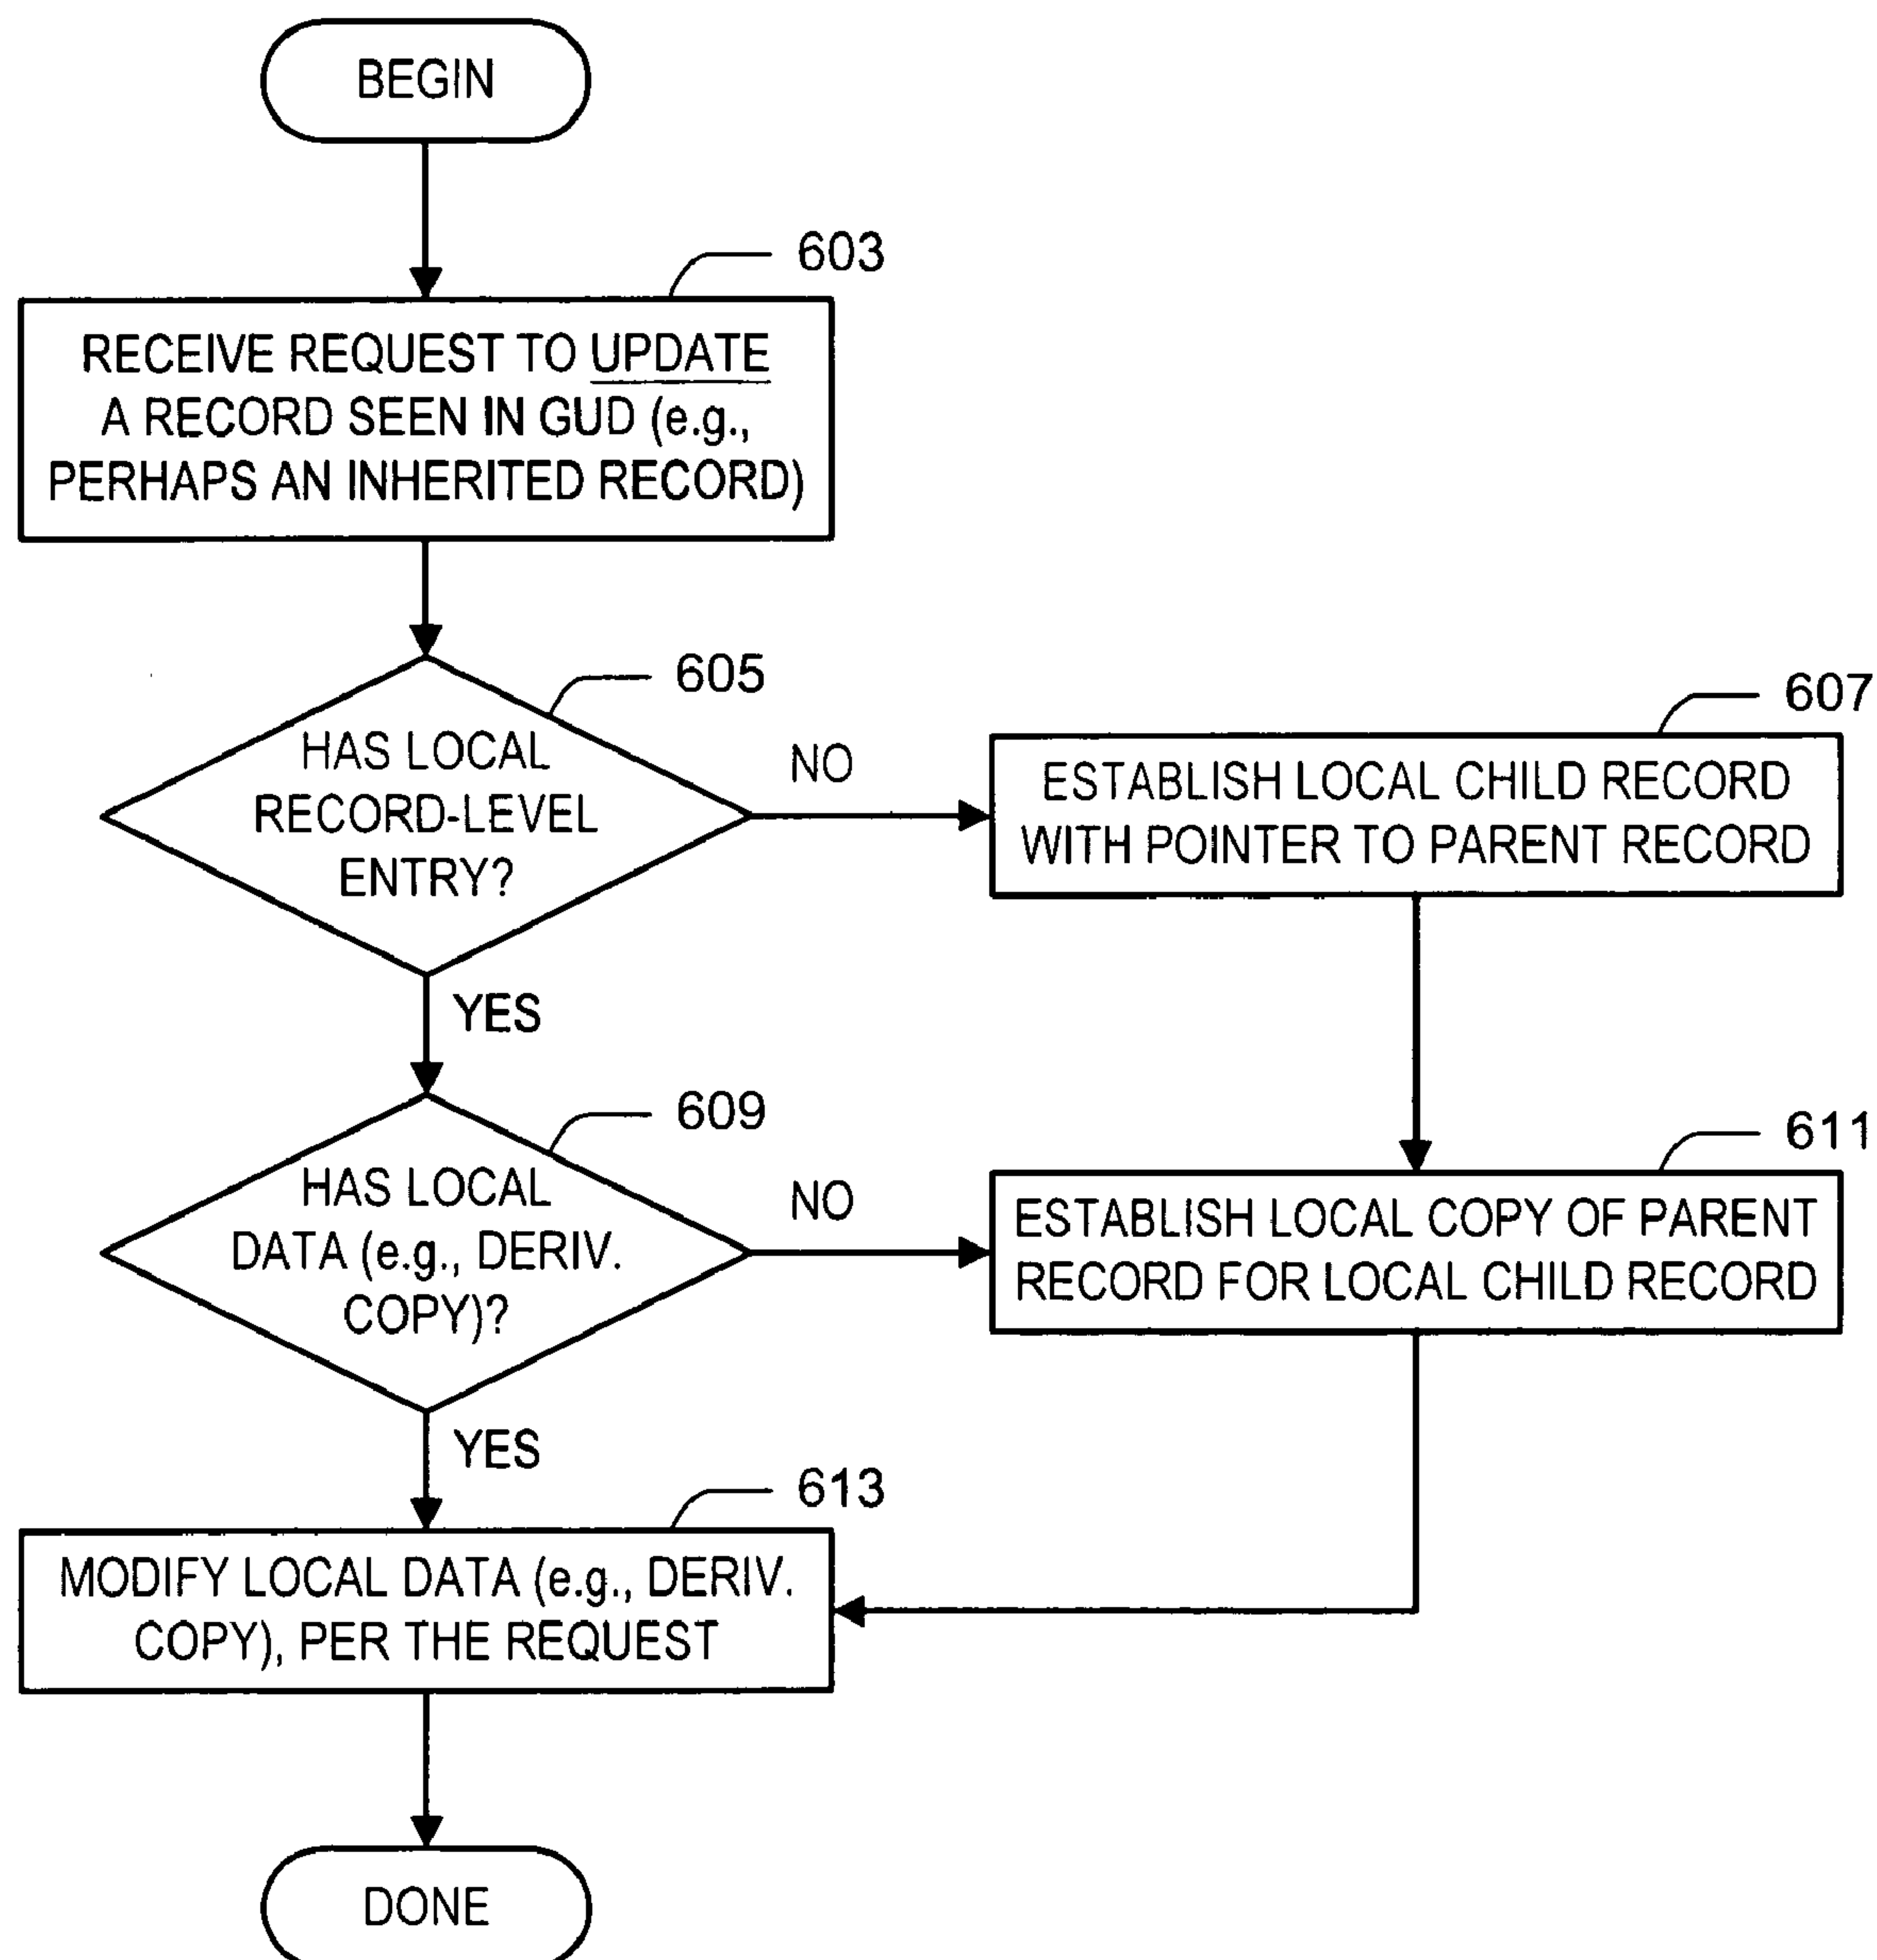 BEGIN
603
RECEIVE REQUEST TO UPDATE
A RECORD SEEN IN GUD (e.g.,
PERHAPS AN INHERITED RECORD)
605
HAS LOCAL
RECORD-LEVEL
ENTRY?
NO
607
ESTABLISH LOCAL CHILD RECORD
WITH POINTER TO PARENT RECORD
YES
609
HAS LOCAL
DATA (e.g., DERIV.
COPY)?
NO
611
ESTABLISH LOCAL COPY OF PARENT
RECORD FOR LOCAL CHILD RECORD
YES
613
MODIFY LOCAL DATA (e.g., DERIV.
COPY), PER THE REQUEST
DONE